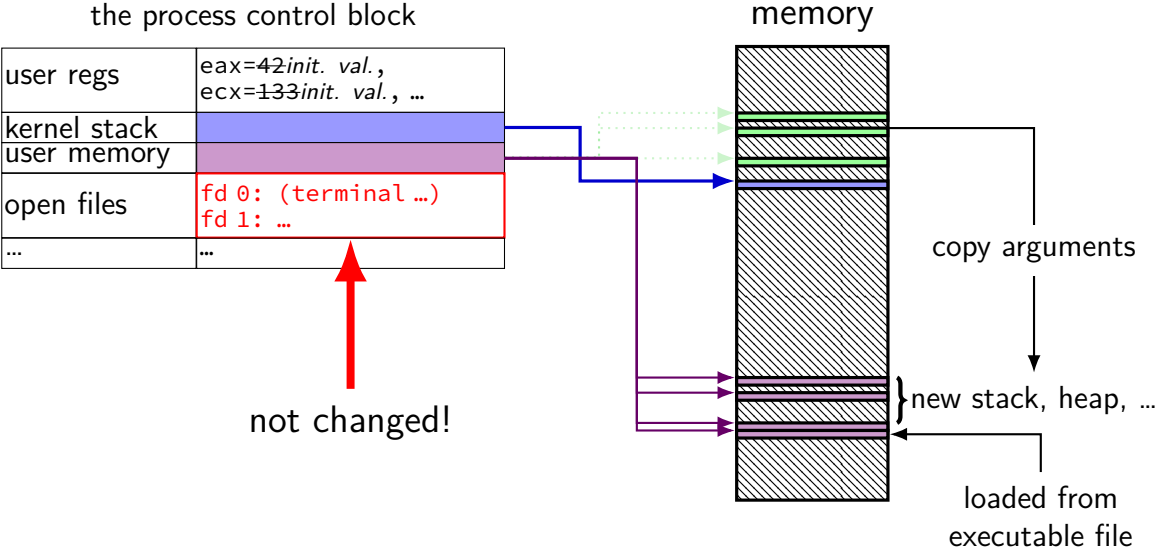 the process control block
memory
user regs
eax=42init. val.,
ecx=133init. val., …
kernel stack
user memory
open files
fd 0: (terminal …)
fd 1: …
… …
not changed!
copy arguments
new stack, heap, …
loaded from
executable file